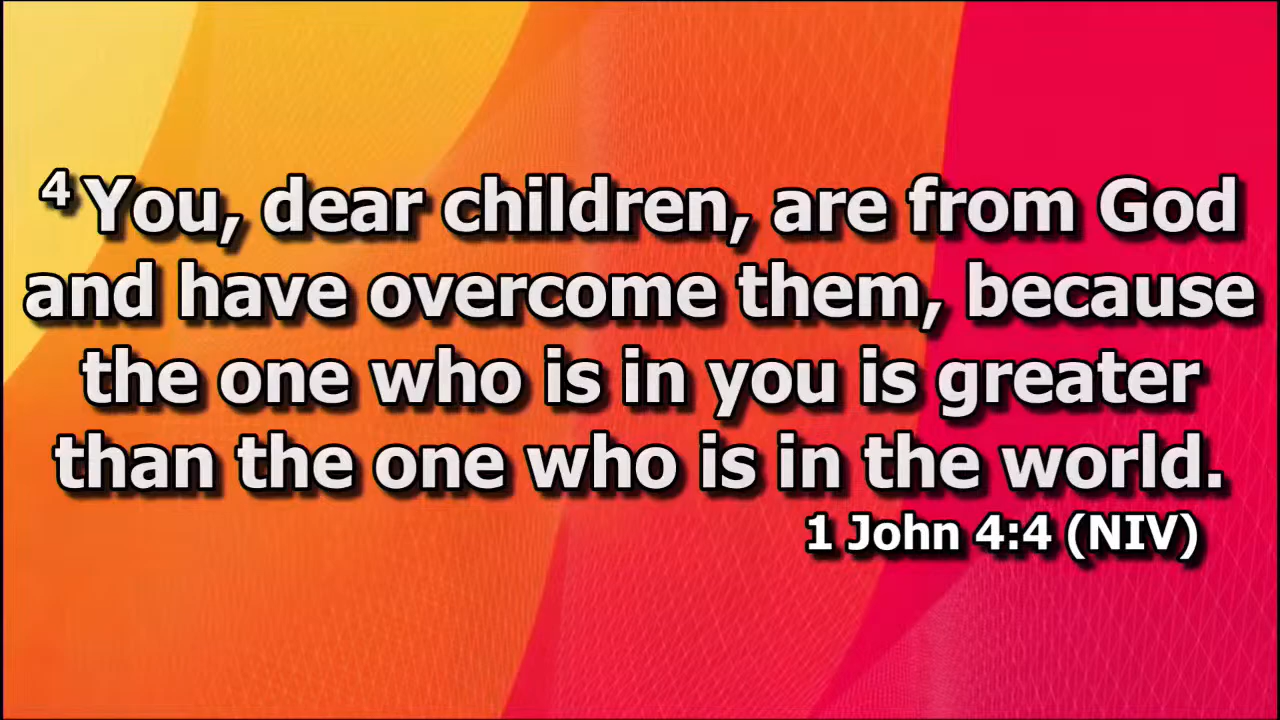 ⁴ You, dear children, are from God
and have overcome them, because
the one who is in you is greater
than the one who is in the world.
1 John 4:4 (NIV)